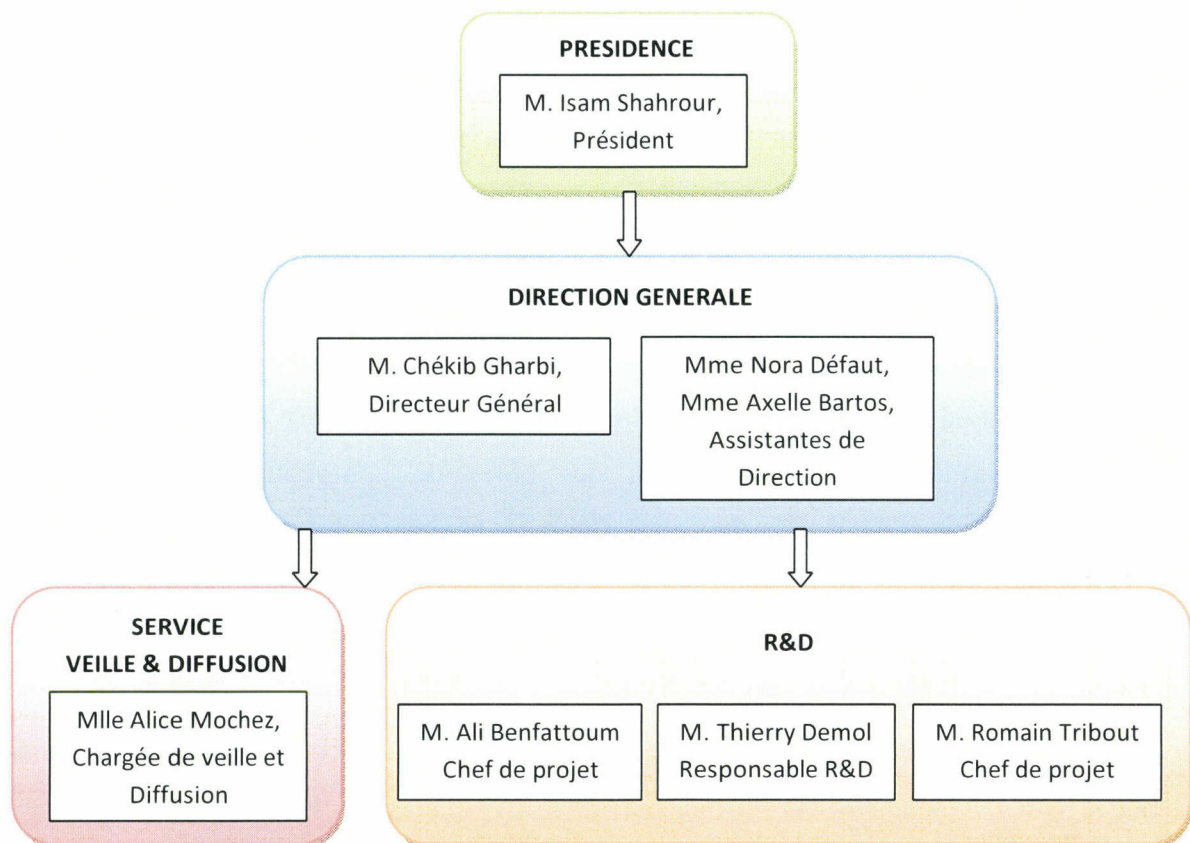 PRESIDENCE
M. Isam Shahrour,
Président
DIRECTION GENERALE
M. Chékib Gharbi,
Directeur Général
Mme Nora Défaut,
Mme Axelle Bartos,
Assistantes de
Direction
SERVICE
VEILLE & DIFFUSION
Mlle Alice Mochez,
Chargée de veille et
Diffusion
R&D
M. Ali Benfattoum
Chef de projet
M. Thierry Demol
Responsable R&D
M. Romain Tribout
Chef de projet